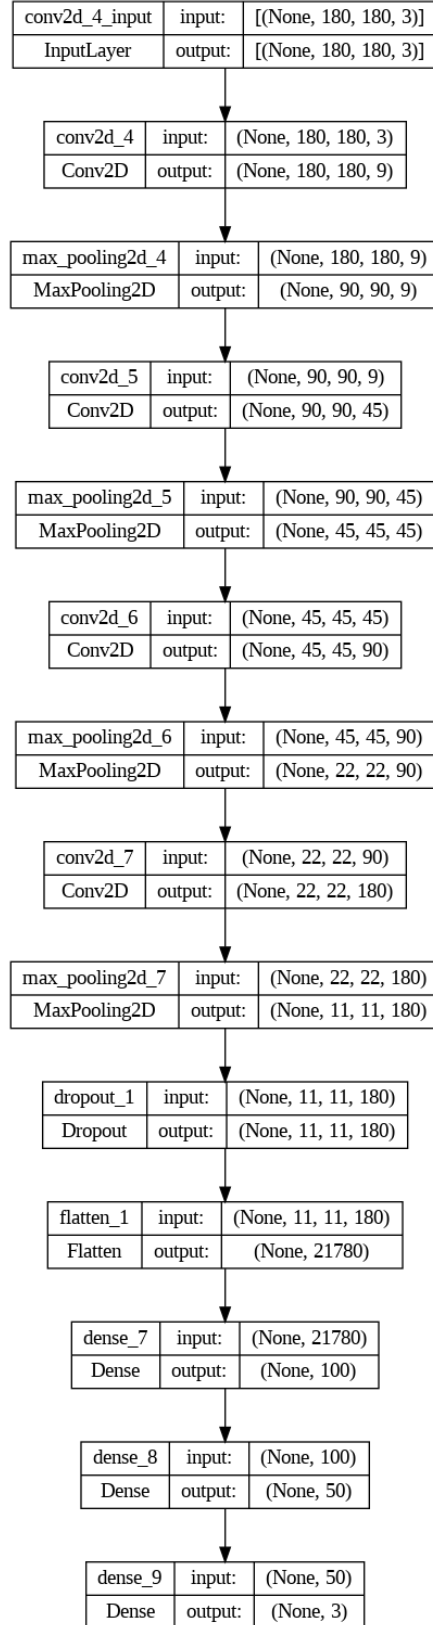 conv2d_4_input input: [(None, 180, 180, 3)]
InputLayer output: [(None, 180, 180, 3)]
conv2d_4 input: (None, 180, 180, 3)
Conv2D output: (None, 180, 180, 9)
max_pooling2d_4 input: (None, 180, 180, 9)
MaxPooling2D output: (None, 90, 90, 9)
conv2d_5 input: (None, 90, 90, 9)
Conv2D output: (None, 90, 90, 45)
max_pooling2d_5 input: (None, 90, 90, 45)
MaxPooling2D output: (None, 45, 45, 45)
conv2d_6 input: (None, 45, 45, 45)
Conv2D output: (None, 45, 45, 90)
max_pooling2d_6 input: (None, 45, 45, 90)
MaxPooling2D output: (None, 22, 22, 90)
conv2d_7 input: (None, 22, 22, 90)
Conv2D output: (None, 22, 22, 180)
max_pooling2d_7 input: (None, 22, 22, 180)
MaxPooling2D output: (None, 11, 11, 180)
dropout_1 input: (None, 11, 11, 180)
Dropout output: (None, 11, 11, 180)
flatten_1 input: (None, 11, 11, 180)
Flatten output: (None, 21780)
dense_7 input: (None, 21780)
Dense output: (None, 100)
dense_8 input: (None, 100)
Dense output: (None, 50)
dense_9 input: (None, 50)
Dense output: (None, 3)